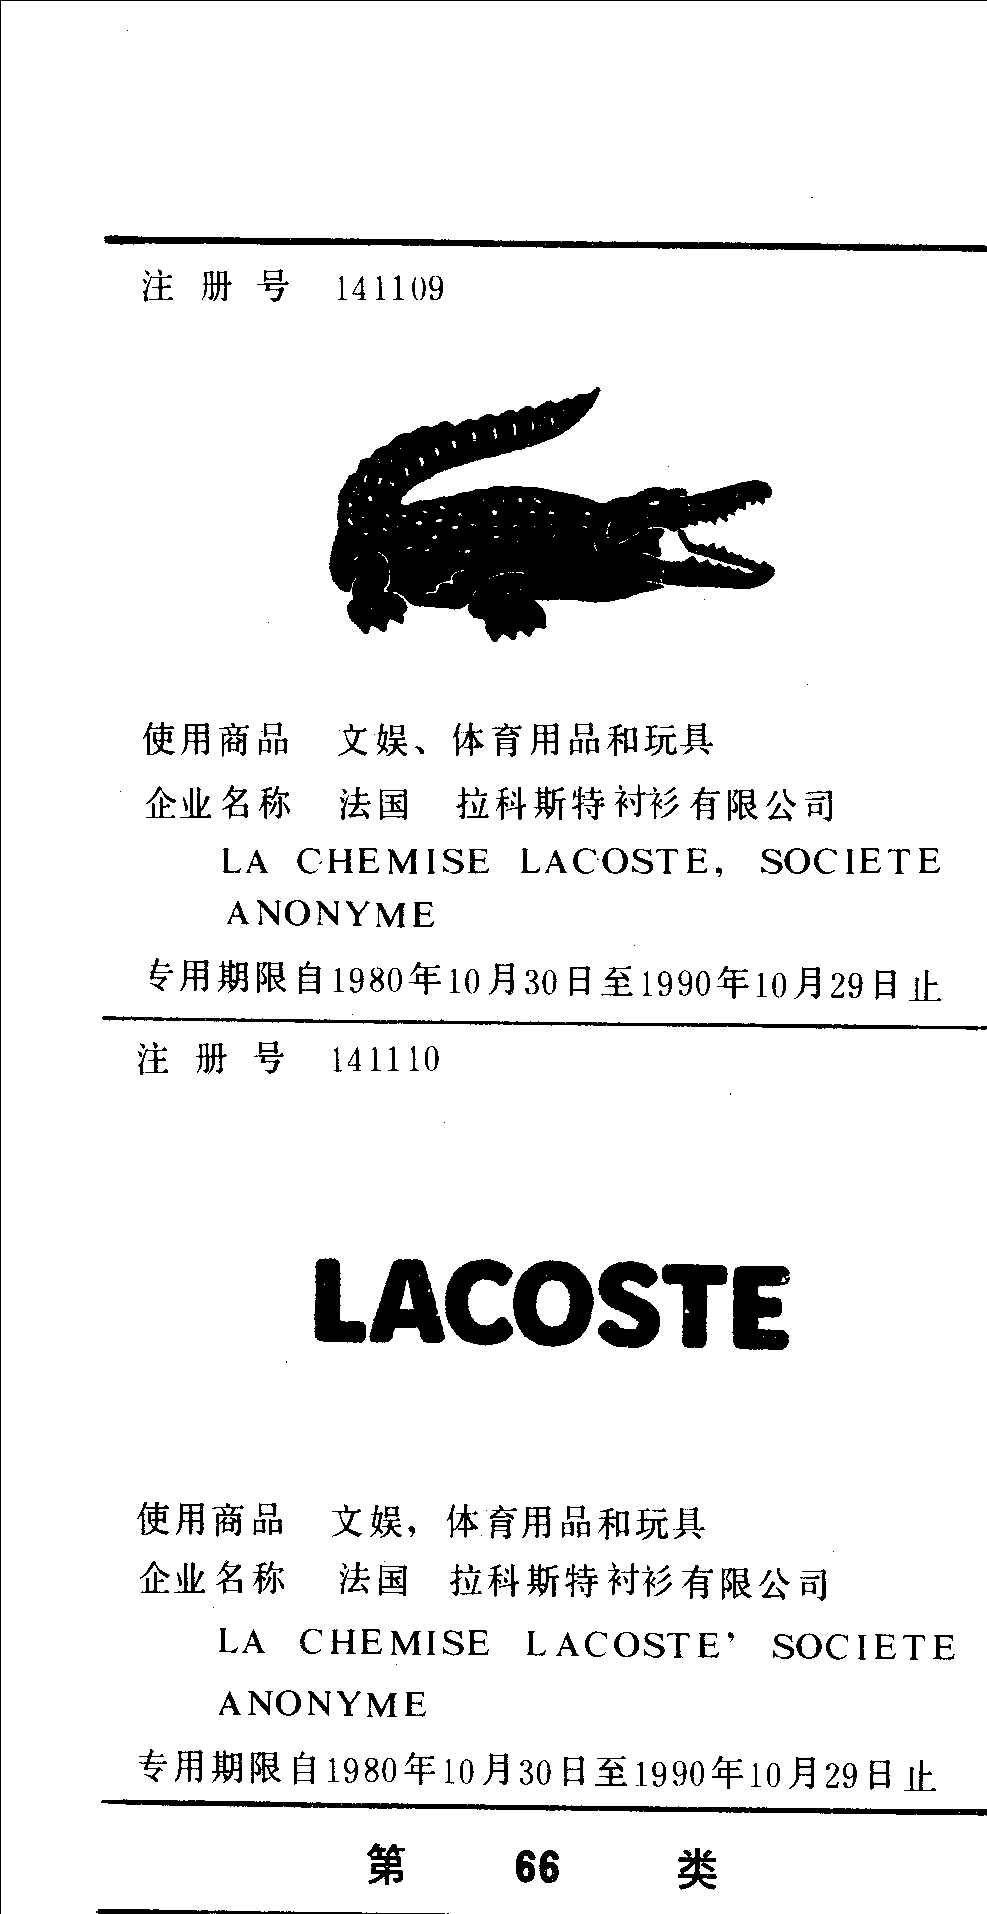 注册号 141109
使用商品 文娱、体育用品和玩具
企业名称 法国 拉科斯特衬衫有限公司
LA CHEMISE LACOSTE, SOCIETE
ANONYME
专用期限自1980年10月30日至1990年10月29日止
注册号 141110
LACOSTE
使用商品 文娱，体育用品和玩具
企业名称 法国 拉科斯特衬衫有限公司
LA CHEMISE LACOSTE’ SOCIETE
ANONYME
专用期限自1980年10月30日至1990年10月29日止
第 66 类